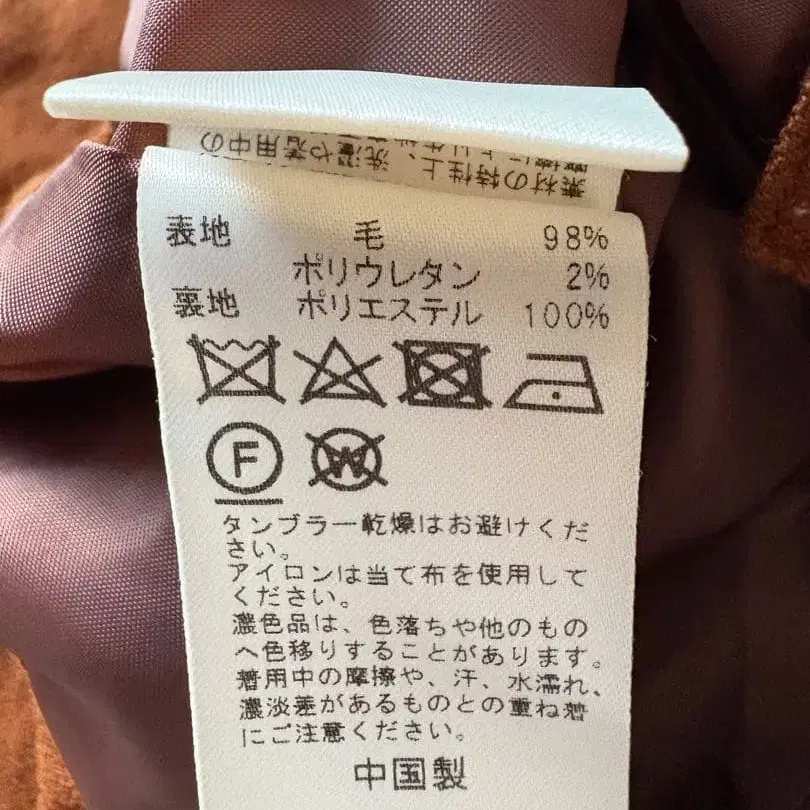 素材の特性上、洗濯や着用中の
表地 毛 98%
ポリウレタン 2%
裏地 ポリエステル 100%
F W
タンブラー乾燥はお避けくだ
さい。
アイロンは当て布を使用して
ください。
濃色品は、色落ちや他のもの
へ色移りすることがあります。
着用中の摩擦や、汗、水濡れ、
濃淡差があるものとの重ね着
にご注意ください。
中国製